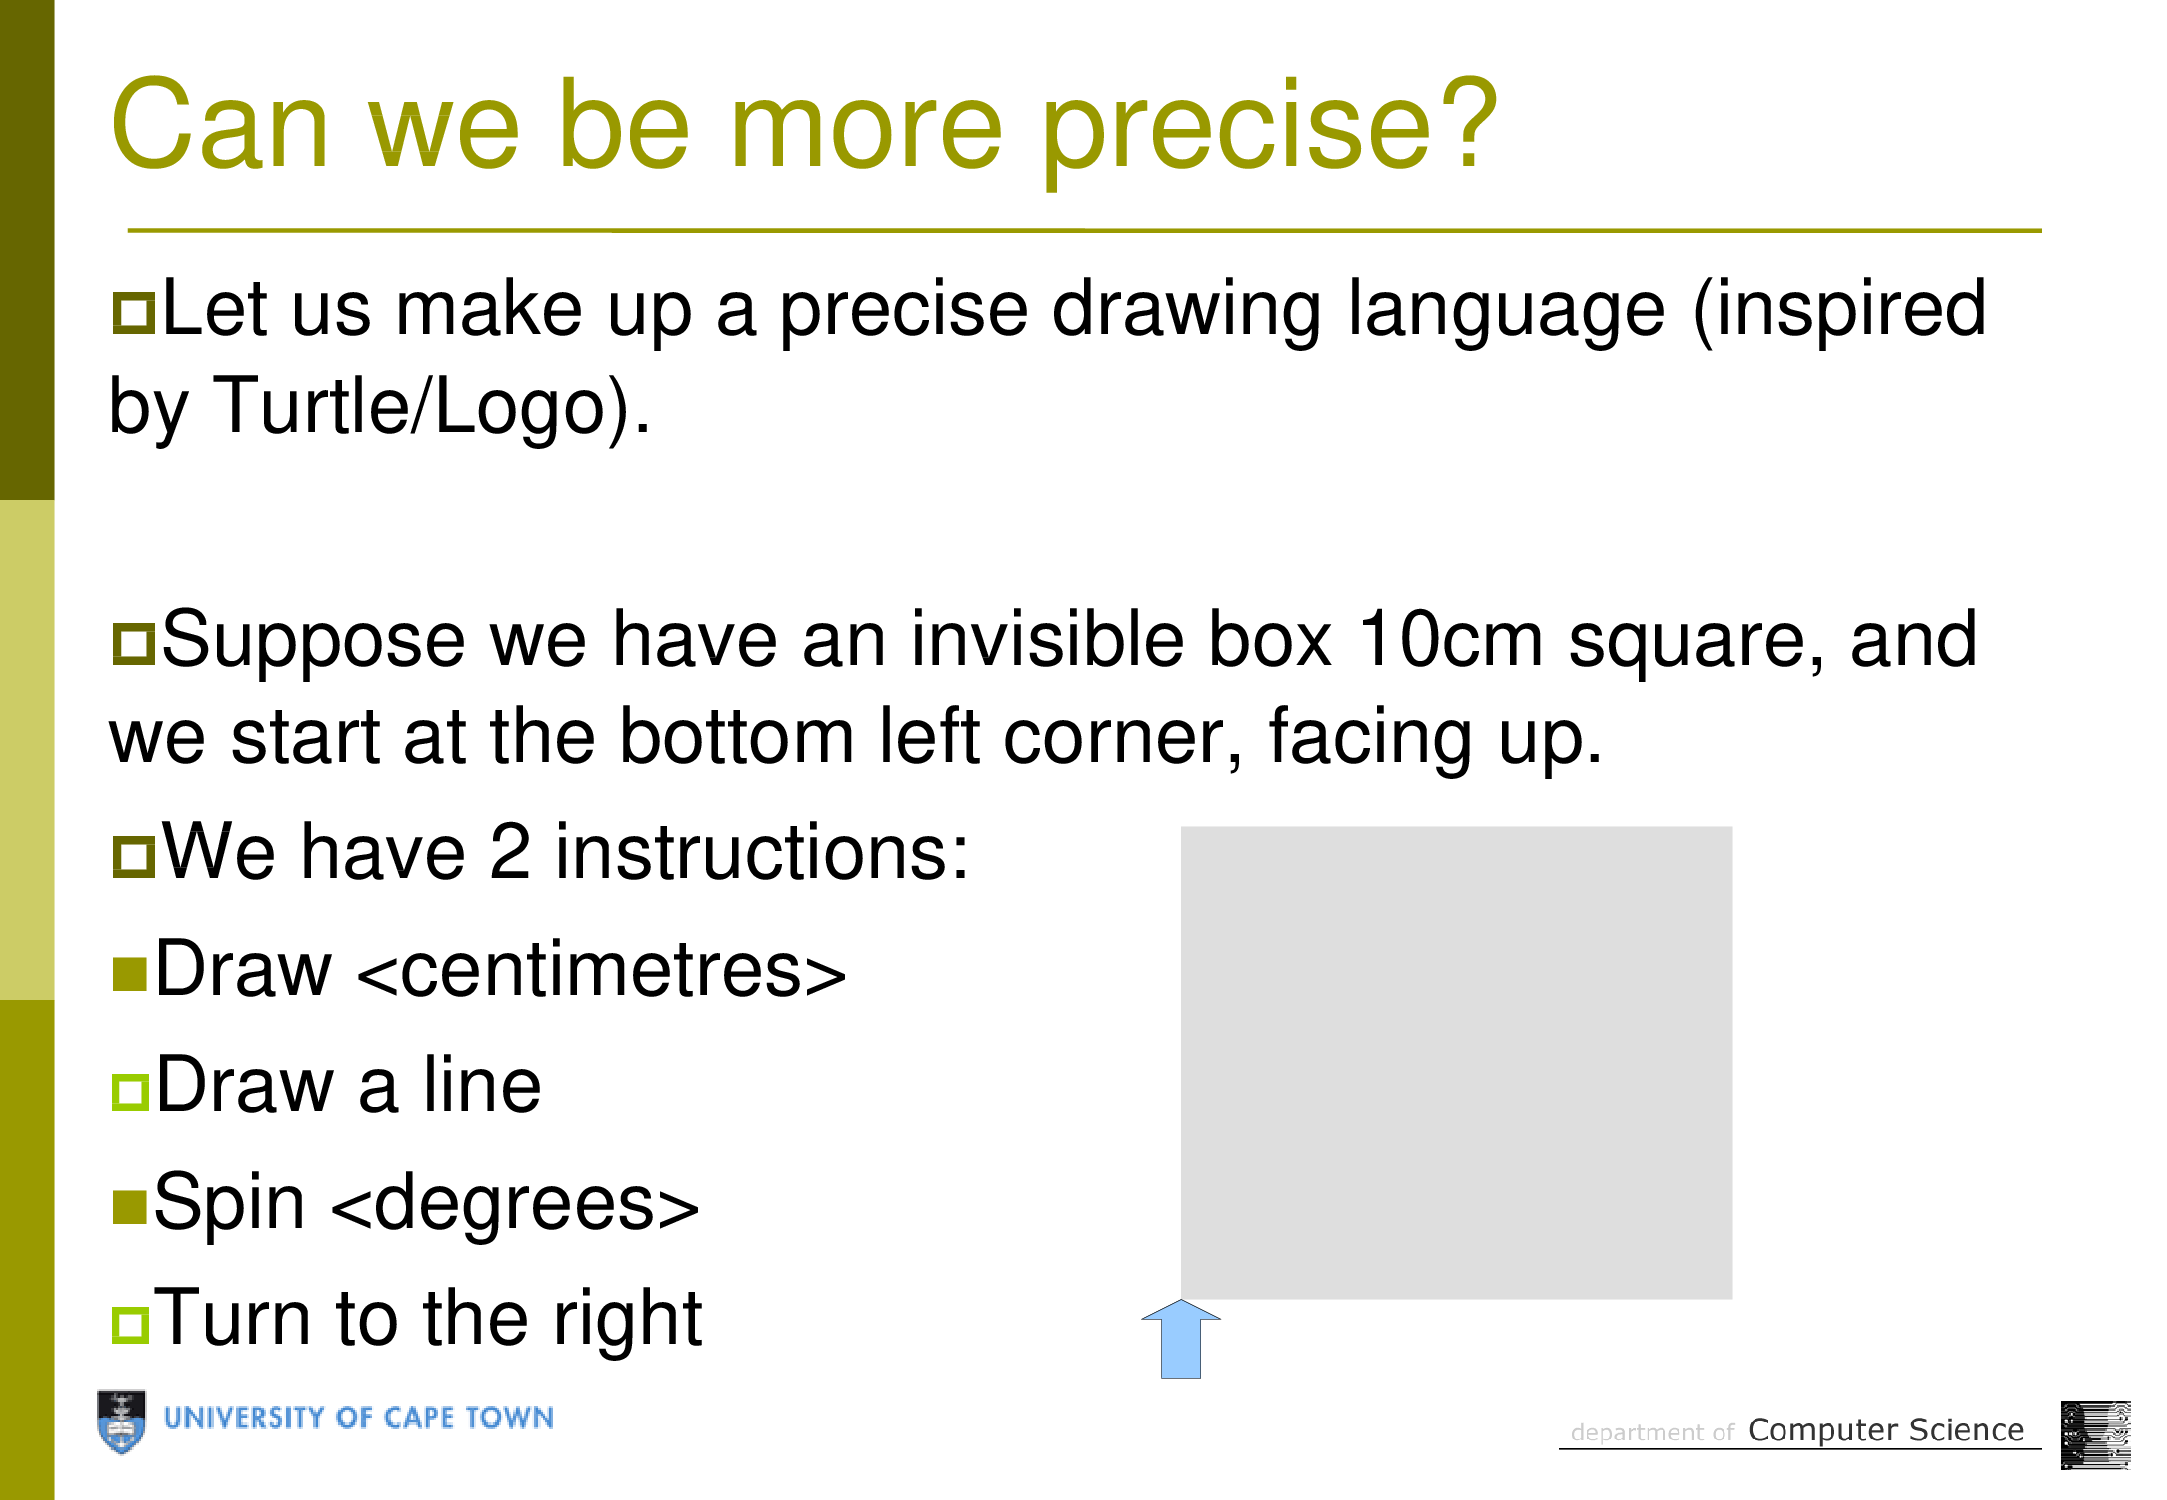 Can we be more precise?
Let us make up a precise drawing language (inspired
by Turtle/Logo).
Suppose we have an invisible box 10cm square, and
we start at the bottom left corner, facing up.
We have 2 instructions:
Draw <centimetres>
Draw a line
Spin <degrees>
Turn to the right
UNIVERSITY OF CAPE TOWN
department of Computer Science